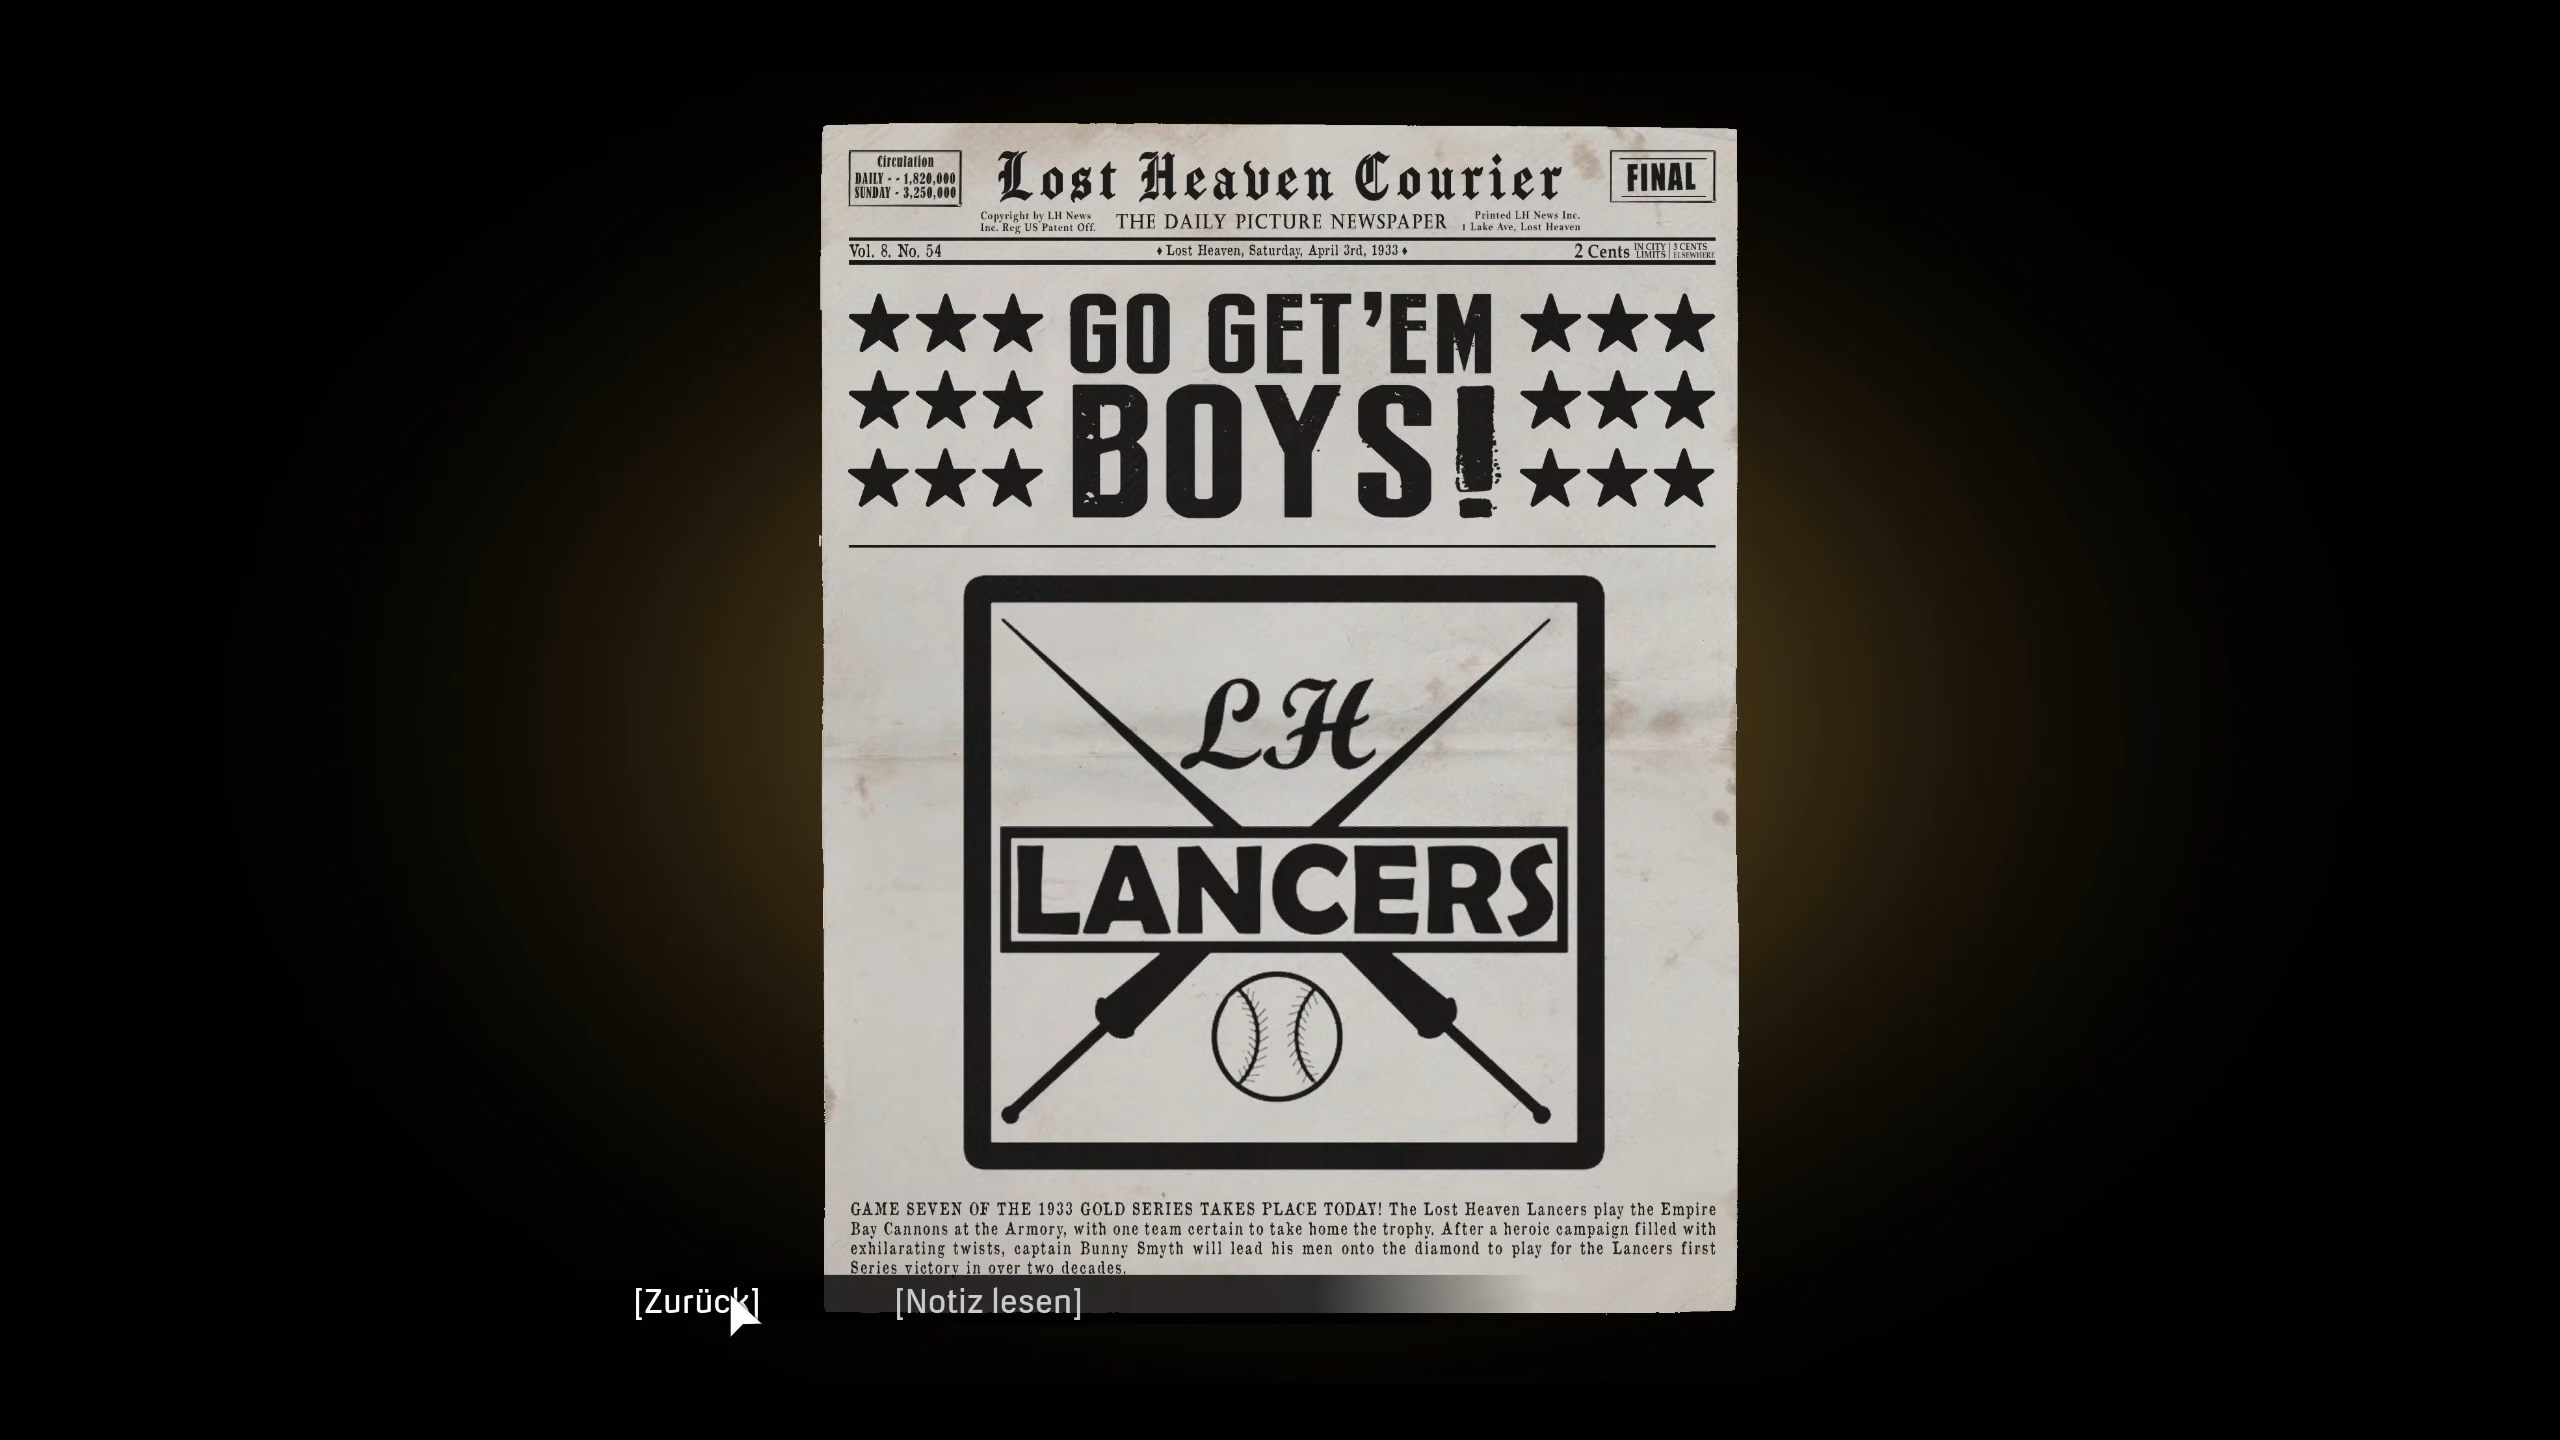 Circulation
DAILY - - 1,820,000
SUNDAY - 3,250,000
Lost Heaven Courier
FINAL
Copyright by LH News
Inc. Reg US Patent Off.
THE DAILY PICTURE NEWSPAPER
Printed LH News Inc.
1 Lake Ave, Lost Heaven
Vol. 8. No. 54
♦ Lost Heaven, Saturday, April 3rd, 1933 ♦
2 Cents IN CITY LIMITS | 3 CENTS ELSEWHERE
GO GET'EM
BOYS!
LH
LANCERS
GAME SEVEN OF THE 1933 GOLD SERIES TAKES PLACE TODAY! The Lost Heaven Lancers play the Empire
Bay Cannons at the Armory, with one team certain to take home the trophy. After a heroic campaign filled with
exhilarating twists, captain Bunny Smyth will lead his men onto the diamond to play for the Lancers first
Series victory in over two decades.
[Zurück] [Notiz lesen]